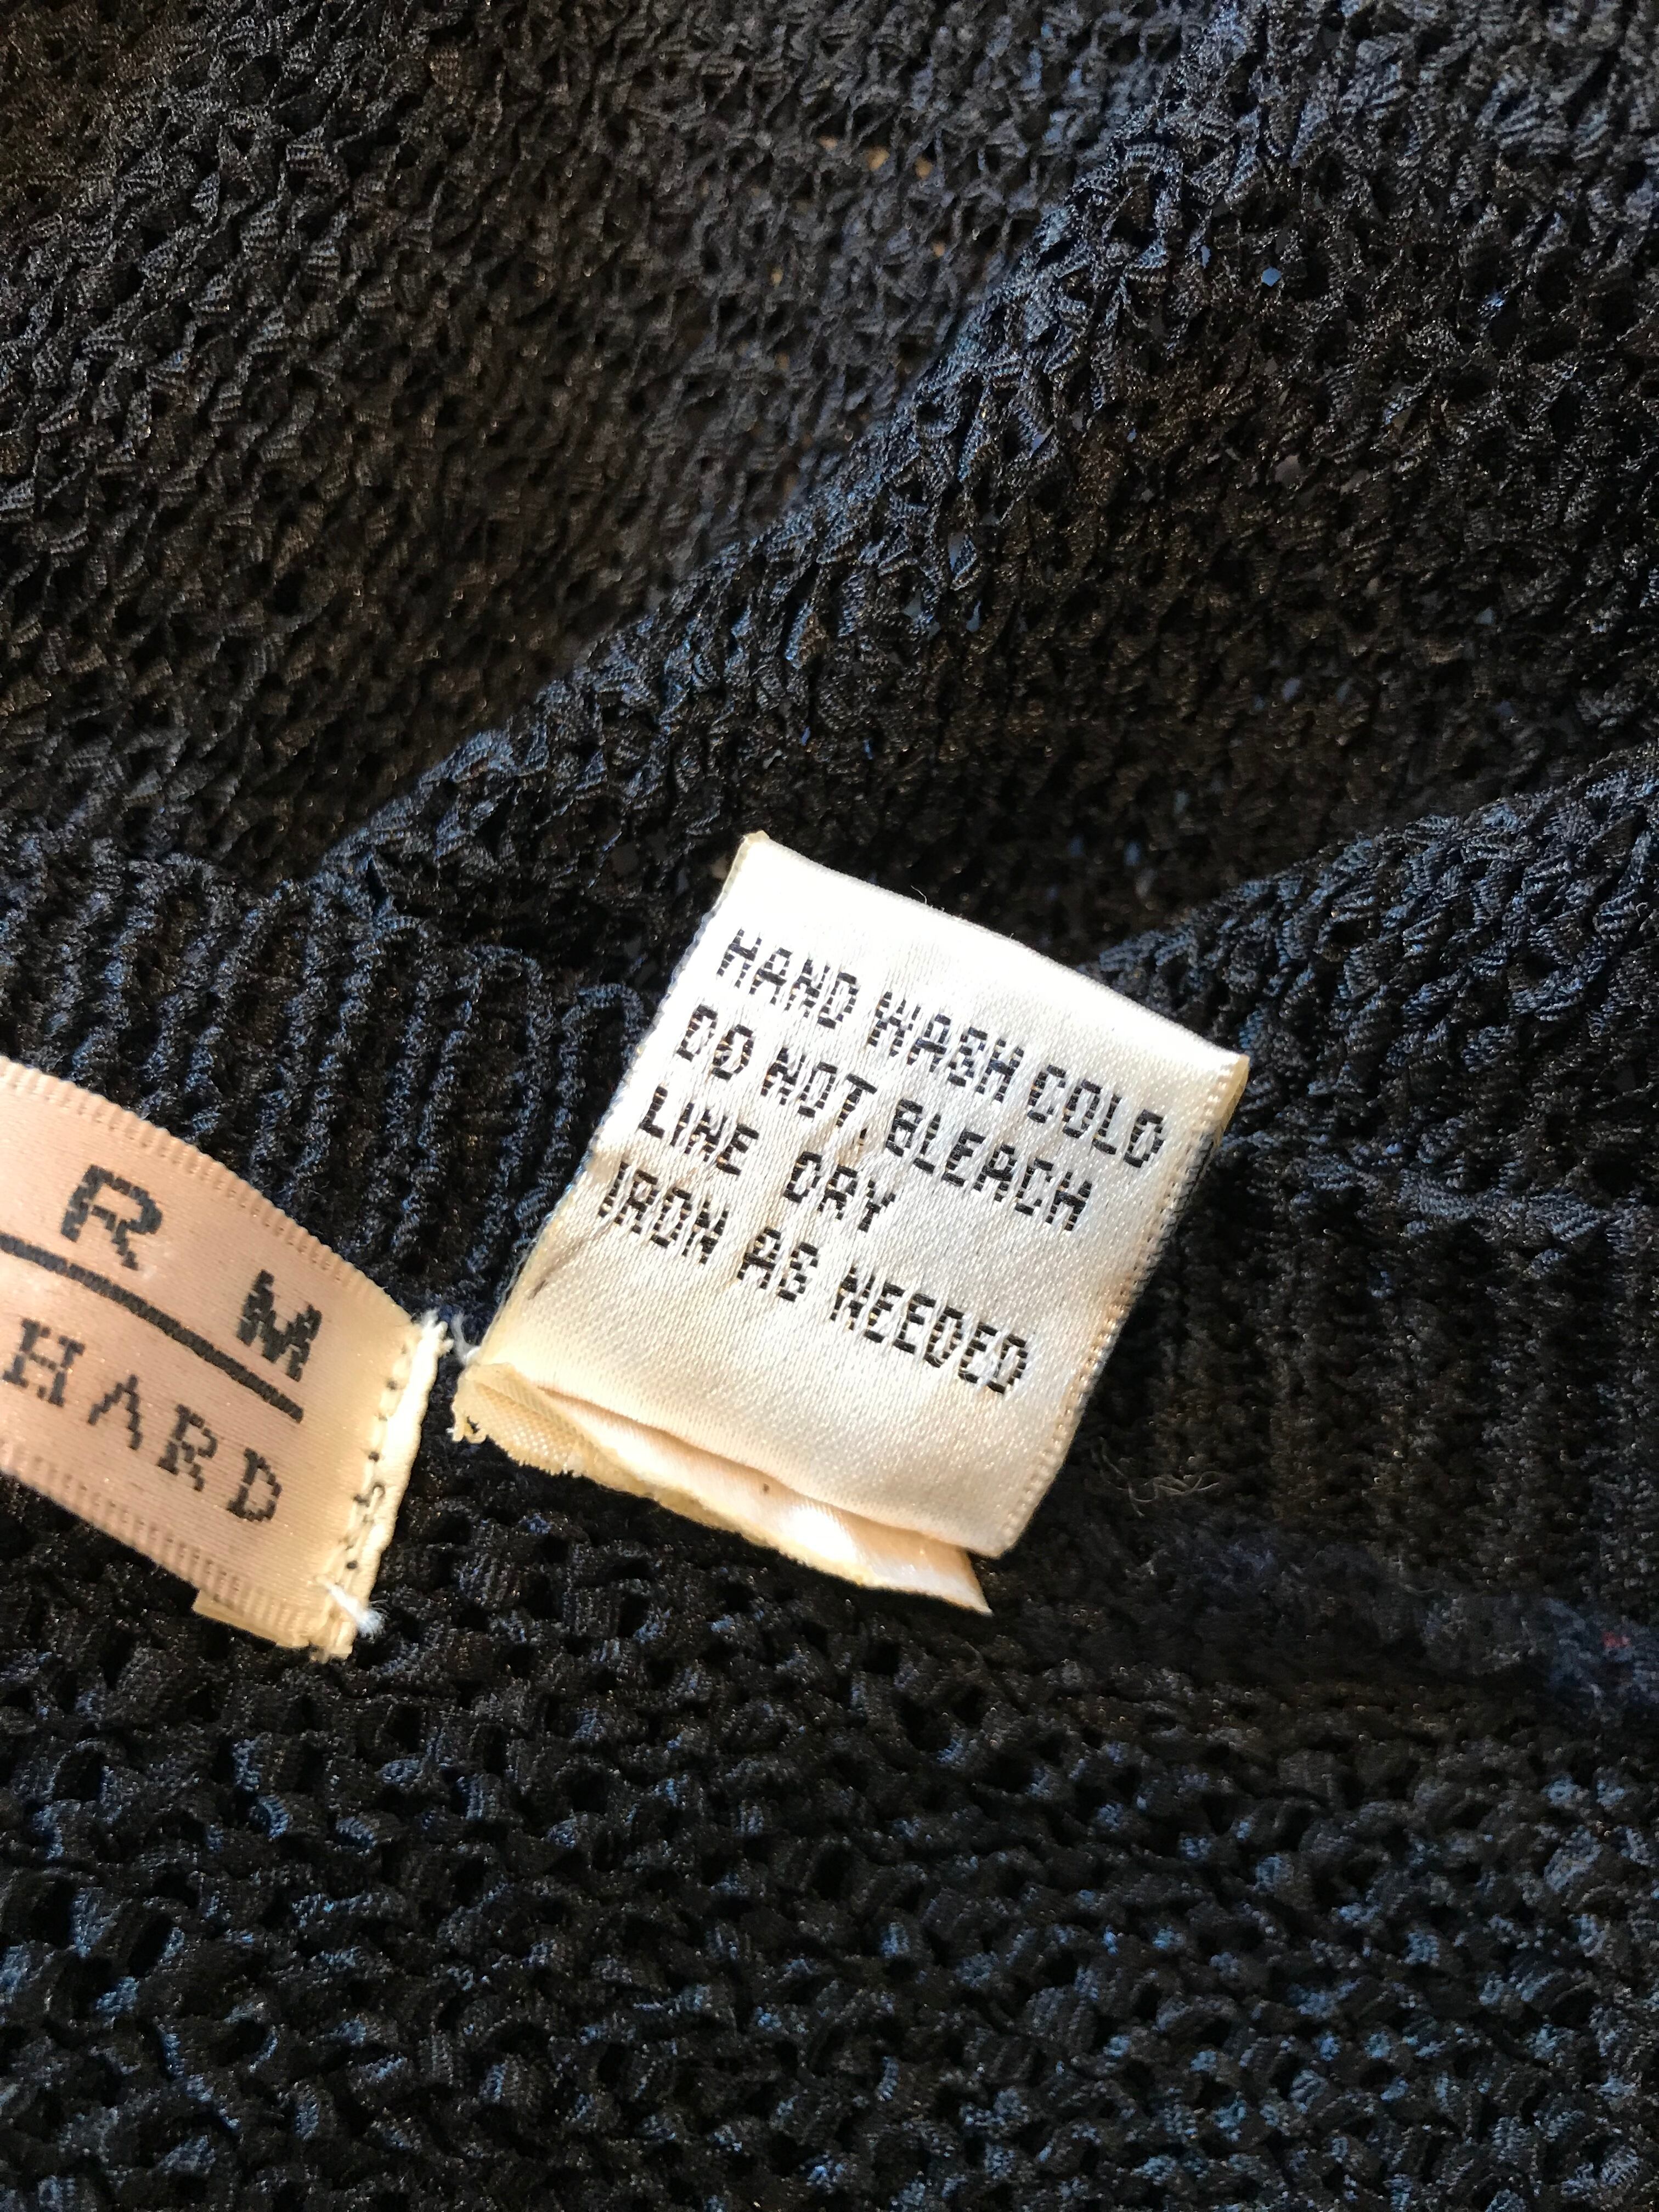 HAND WASH COLD
DO NOT BLEACH
LINE DRY
IRON AS NEEDED
R M
HARD